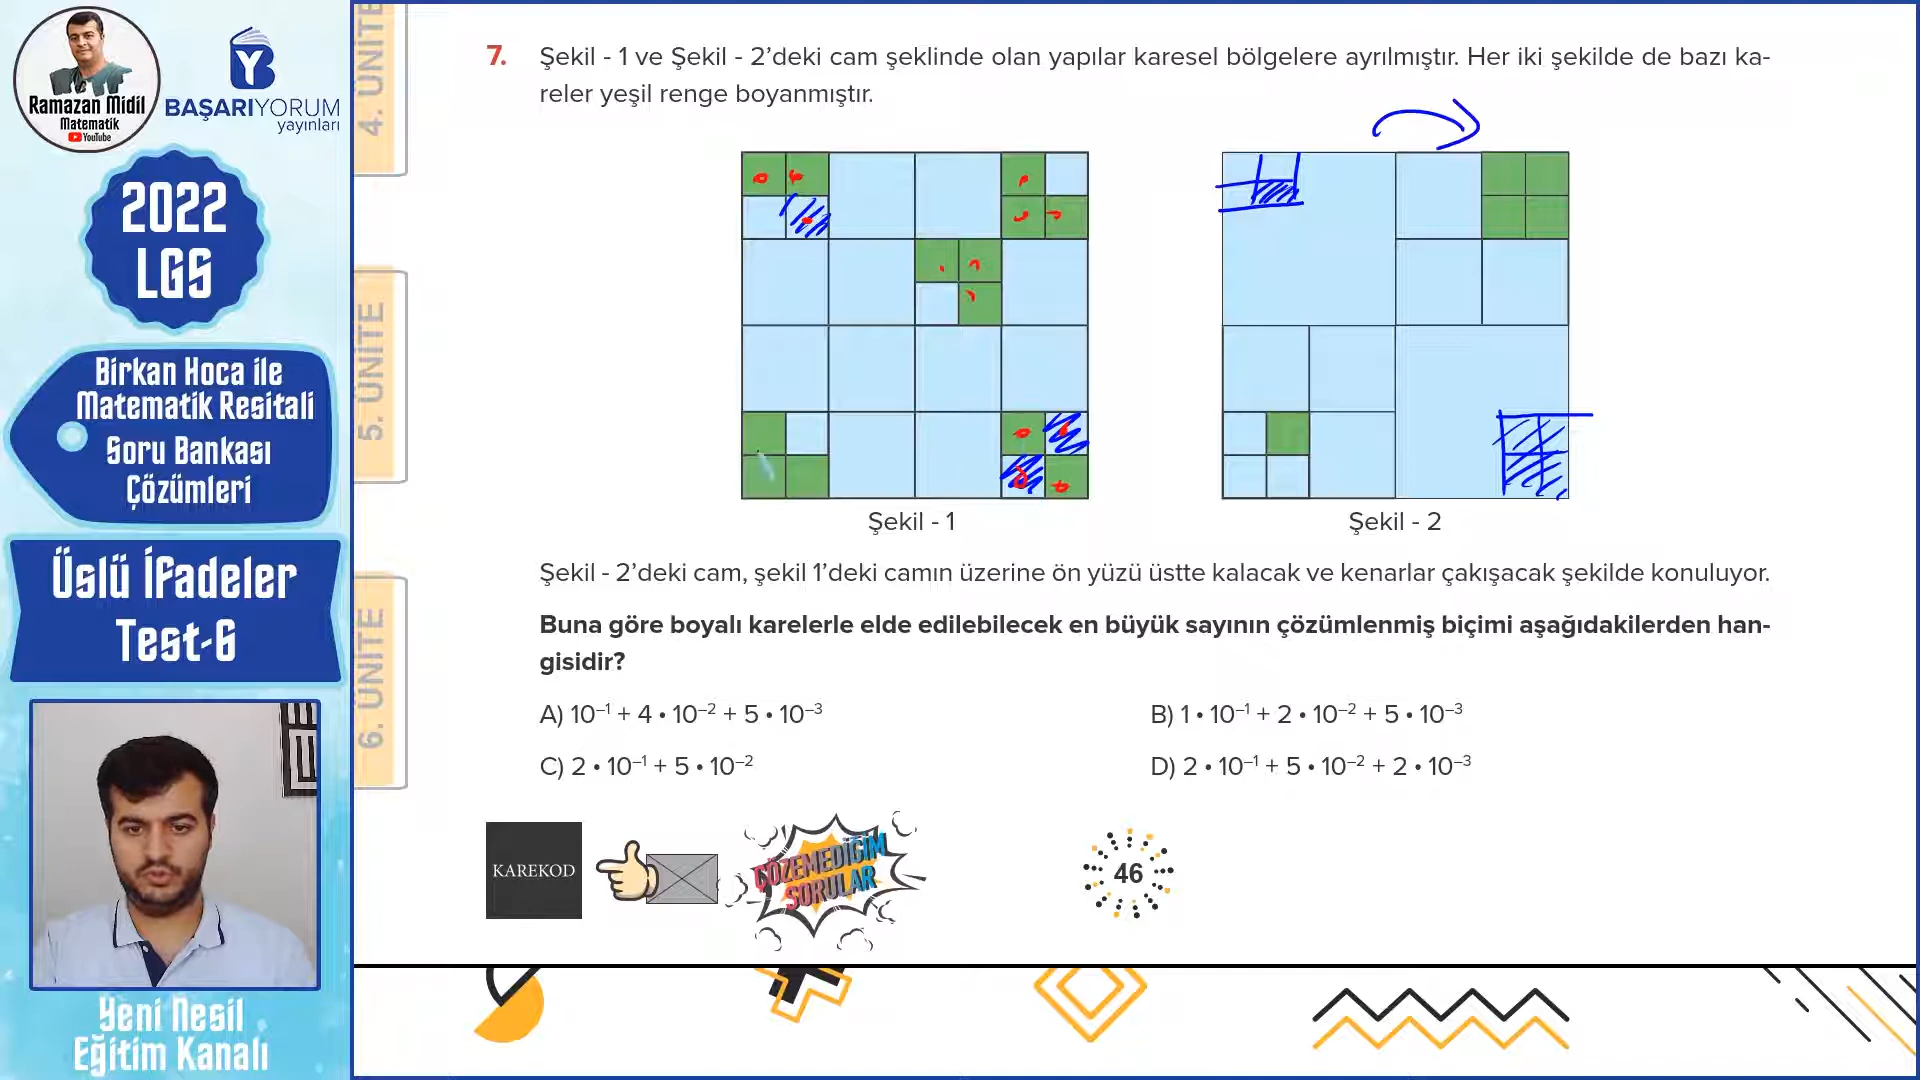 Ramazan Midil
Matematik
YouTube
BAŞARIYORUM
yayınları
2022
LGS
Birkan Hoca ile
Matematik Resitali
Soru Bankası
Çözümleri
Üslü İfadeler
Test-6
Yeni Nesil
Eğitim Kanalı
4. ÜNİTE
5. ÜNİTE
6. ÜNİTE
7. Şekil - 1 ve Şekil - 2’deki cam şeklinde olan yapılar karesel bölgelere ayrılmıştır. Her iki şekilde de bazı ka-
reler yeşil renge boyanmıştır.
Şekil - 1
Şekil - 2
Şekil - 2’deki cam, şekil 1’deki camın üzerine ön yüzü üstte kalacak ve kenarlar çakışacak şekilde konuluyor.
Buna göre boyalı karelerle elde edilebilecek en büyük sayının çözümlenmiş biçimi aşağıdakilerden han-
gisidir?
A) 10⁻¹ + 4 • 10⁻² + 5 • 10⁻³
B) 1 • 10⁻¹ + 2 • 10⁻² + 5 • 10⁻³
C) 2 • 10⁻¹ + 5 • 10⁻²
D) 2 • 10⁻¹ + 5 • 10⁻² + 2 • 10⁻³
KAREKOD
ÇÖZEMEDİĞİM
SORULAR
46